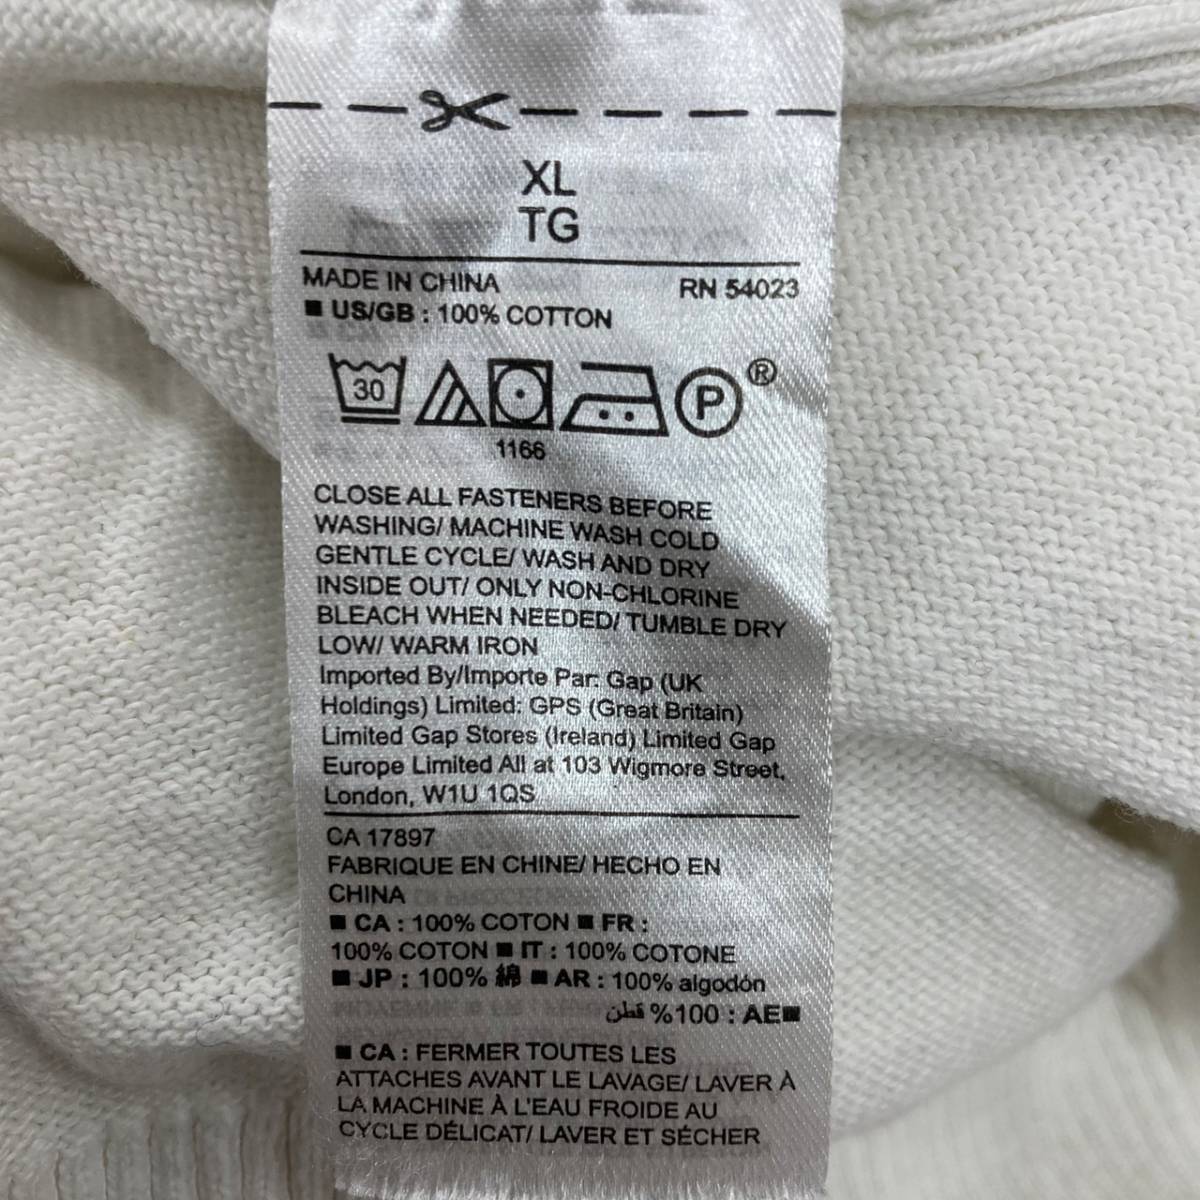 XL
TG
MADE IN CHINA RN 54023
■ US/GB : 100% COTTON
30 P ®
1166
CLOSE ALL FASTENERS BEFORE
WASHING/ MACHINE WASH COLD
GENTLE CYCLE/ WASH AND DRY
INSIDE OUT/ ONLY NON-CHLORINE
BLEACH WHEN NEEDED/ TUMBLE DRY
LOW/ WARM IRON
Imported By/Importe Par: Gap (UK
Holdings) Limited: GPS (Great Britain)
Limited Gap Stores (Ireland) Limited Gap
Europe Limited All at 103 Wigmore Street,
London, W1U 1QS
CA 17897
FABRIQUE EN CHINE/ HECHO EN
CHINA
■ CA : 100% COTON ■ FR :
100% COTON ■ IT : 100% COTONE
■ JP : 100% 綿 ■ AR : 100% algodón
■AE : 100% قطن
■ CA : FERMER TOUTES LES
ATTACHES AVANT LE LAVAGE/ LAVER À
LA MACHINE À L'EAU FROIDE AU
CYCLE DÉLICAT/ LAVER ET SÉCHER